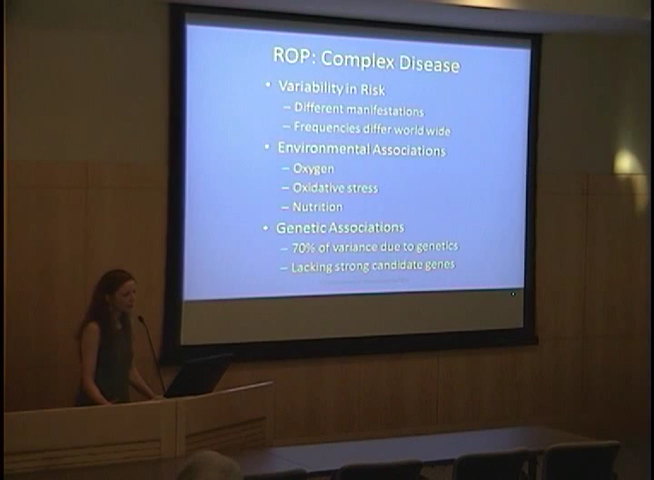 ROP: Complex Disease
• Variability in Risk
– Different manifestations
– Frequencies differ world wide
• Environmental Associations
– Oxygen
– Oxidative stress
– Nutrition
• Genetic Associations
– 70% of variance due to genetics
– Lacking strong candidate genes